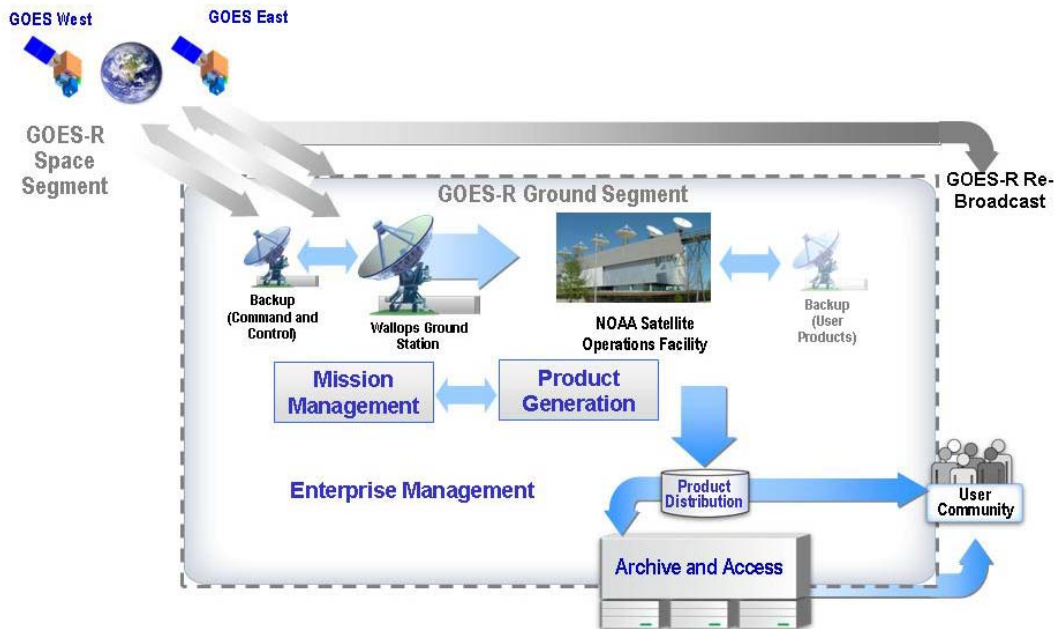 GOES West
GOES East
GOES-R
Space
Segment
GOES-R Re-
Broadcast
GOES-R Ground Segment
Backup
(Command and
Control)
Wallops Ground
Station
NOAA Satellite
Operations Facility
Backup
(User
Products)
Mission
Management
Product
Generation
Enterprise Management
Product
Distribution
User
Community
Archive and Access